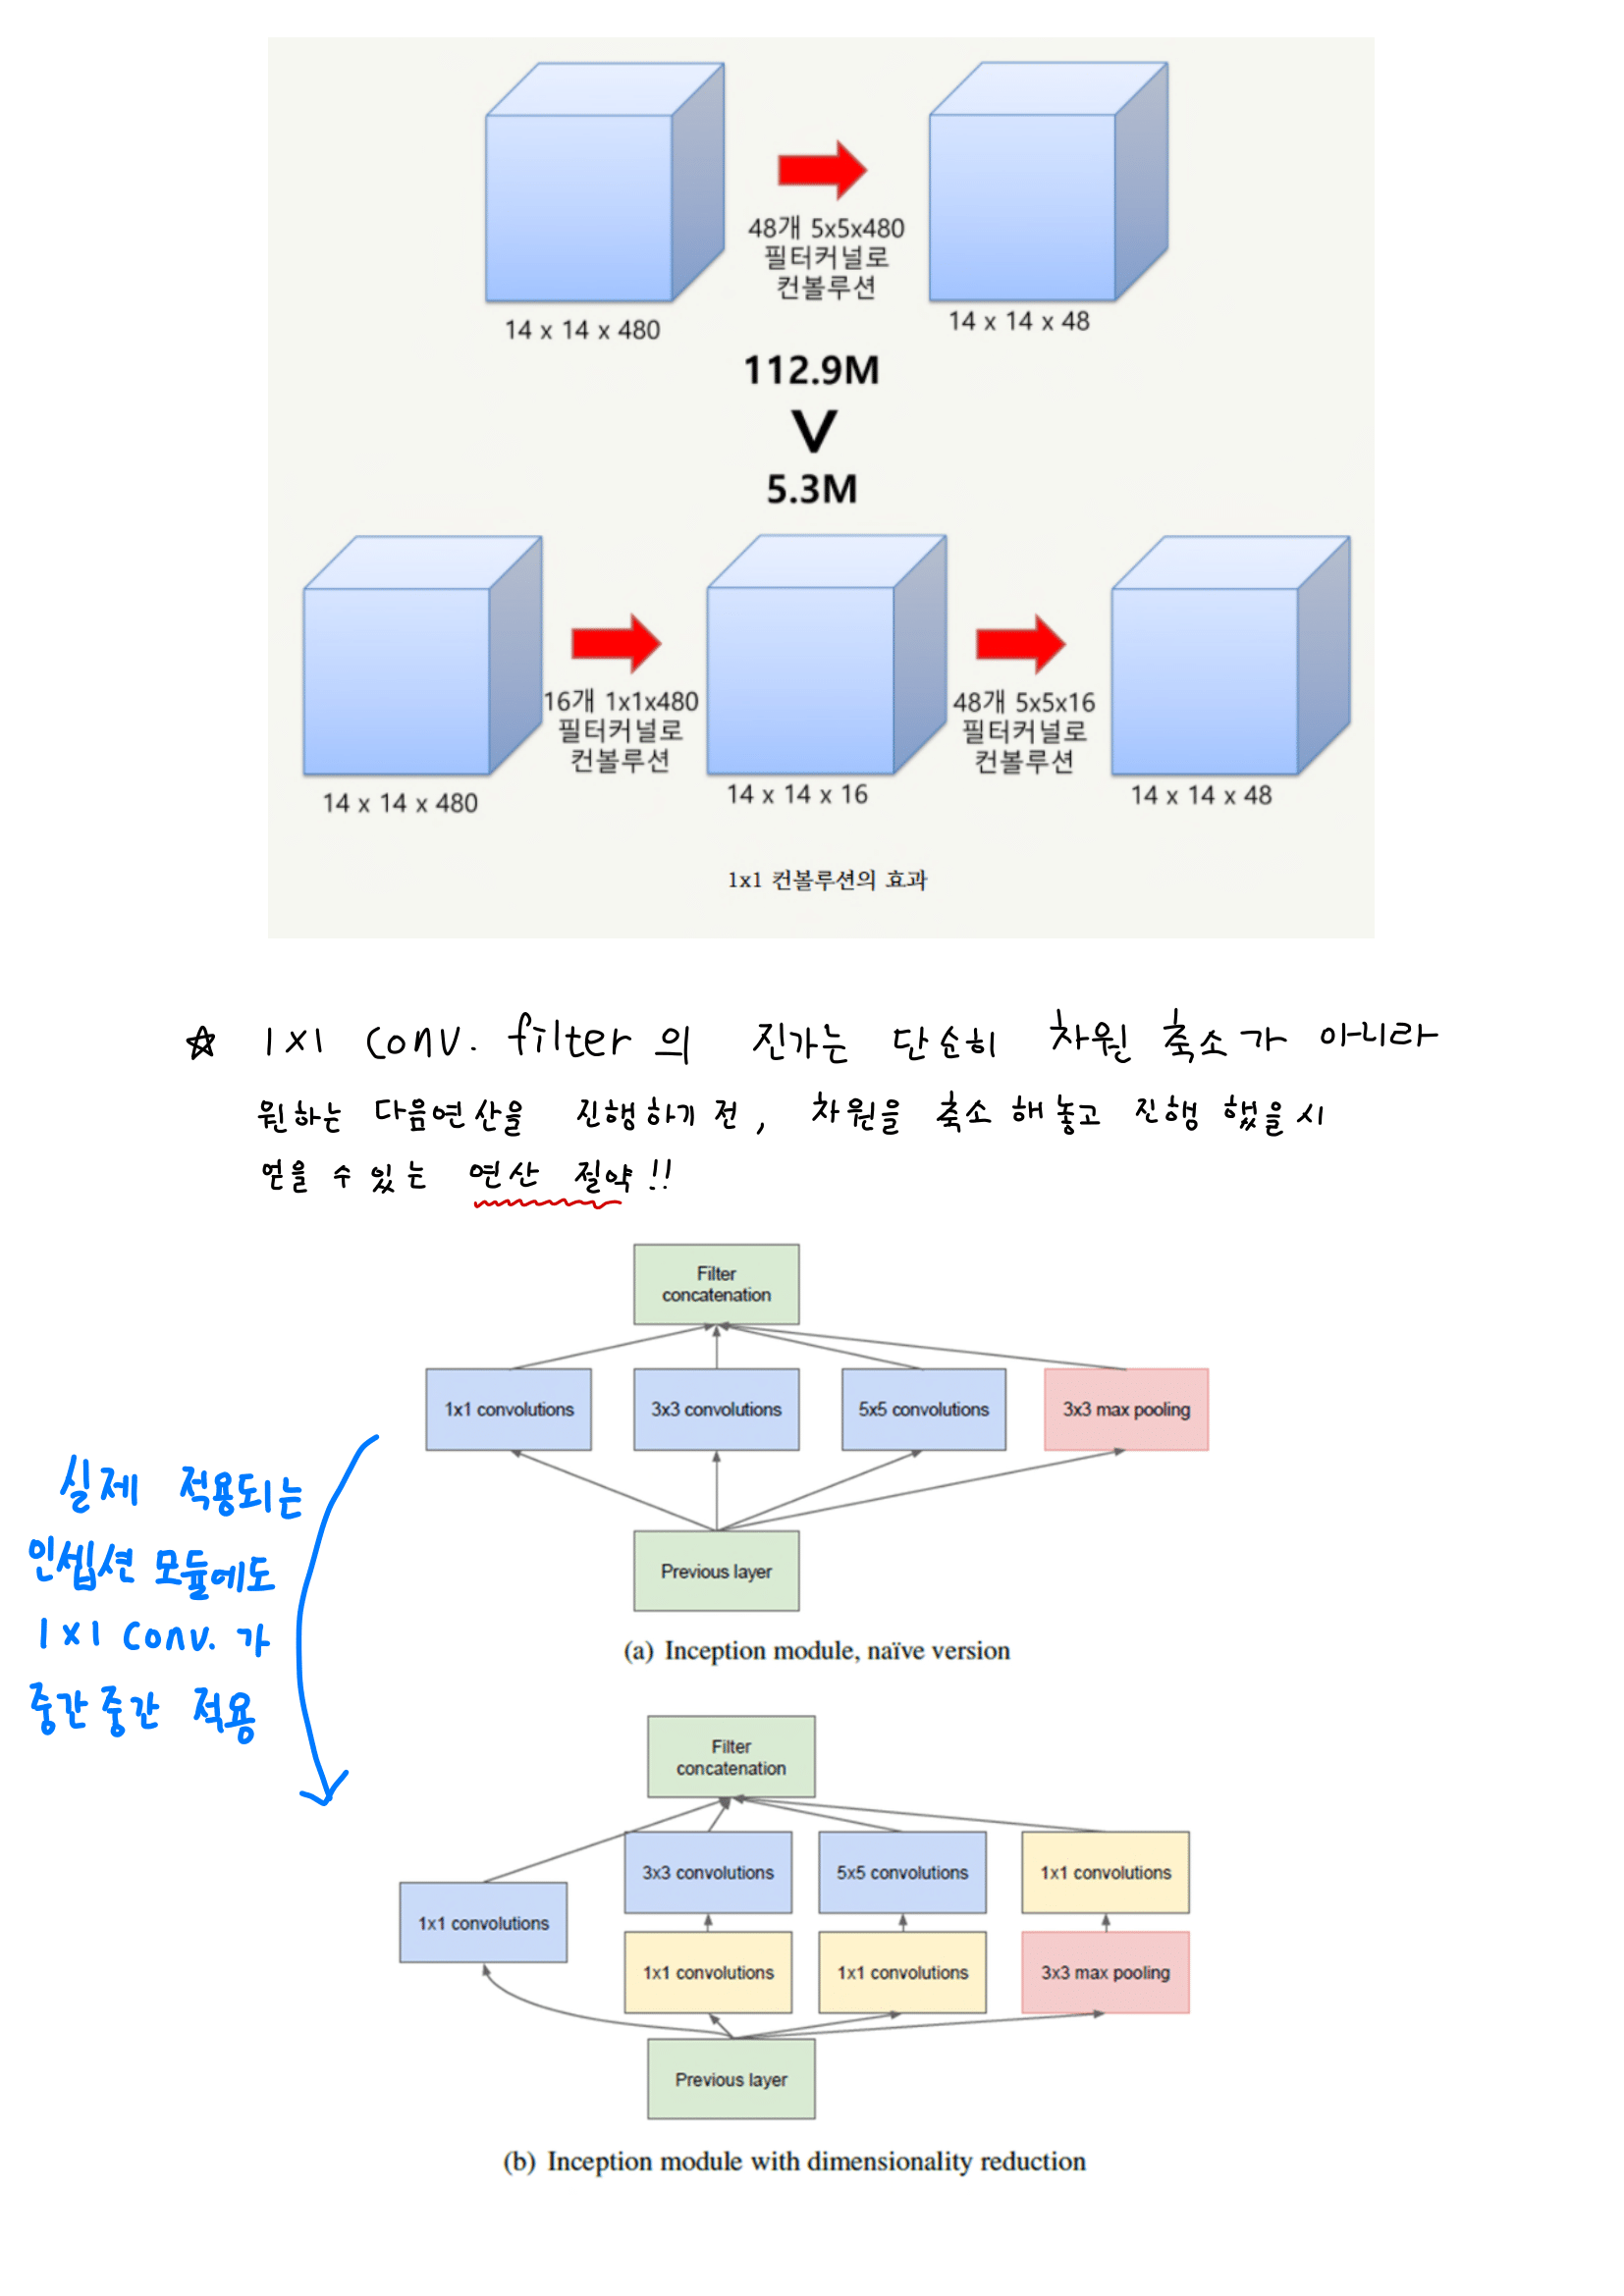 48개 5x5x480
필터커널로
컨볼루션
14 x 14 x 480
14 x 14 x 48
112.9M
V
5.3M
16개 1x1x480
필터커널로
컨볼루션
48개 5x5x16
필터커널로
컨볼루션
14 x 14 x 480
14 x 14 x 16
14 x 14 x 48
1x1 컨볼루션의 효과
☆ 1x1 Conv. filter 의 진가는 단순히 차원 축소가 아니라
원하는 다음연산을 진행하기 전, 차원을 축소 해놓고 진행 했을시
얻을 수 있는 연산 절약!!
Filter
concatenation
1x1 convolutions
3x3 convolutions
5x5 convolutions
3x3 max pooling
Previous layer
(a) Inception module, naïve version
실제 적용되는
인셉션 모듈에도
1x1 Conv. 가
중간중간 적용
Filter
concatenation
3x3 convolutions
5x5 convolutions
1x1 convolutions
1x1 convolutions
1x1 convolutions
1x1 convolutions
3x3 max pooling
Previous layer
(b) Inception module with dimensionality reduction